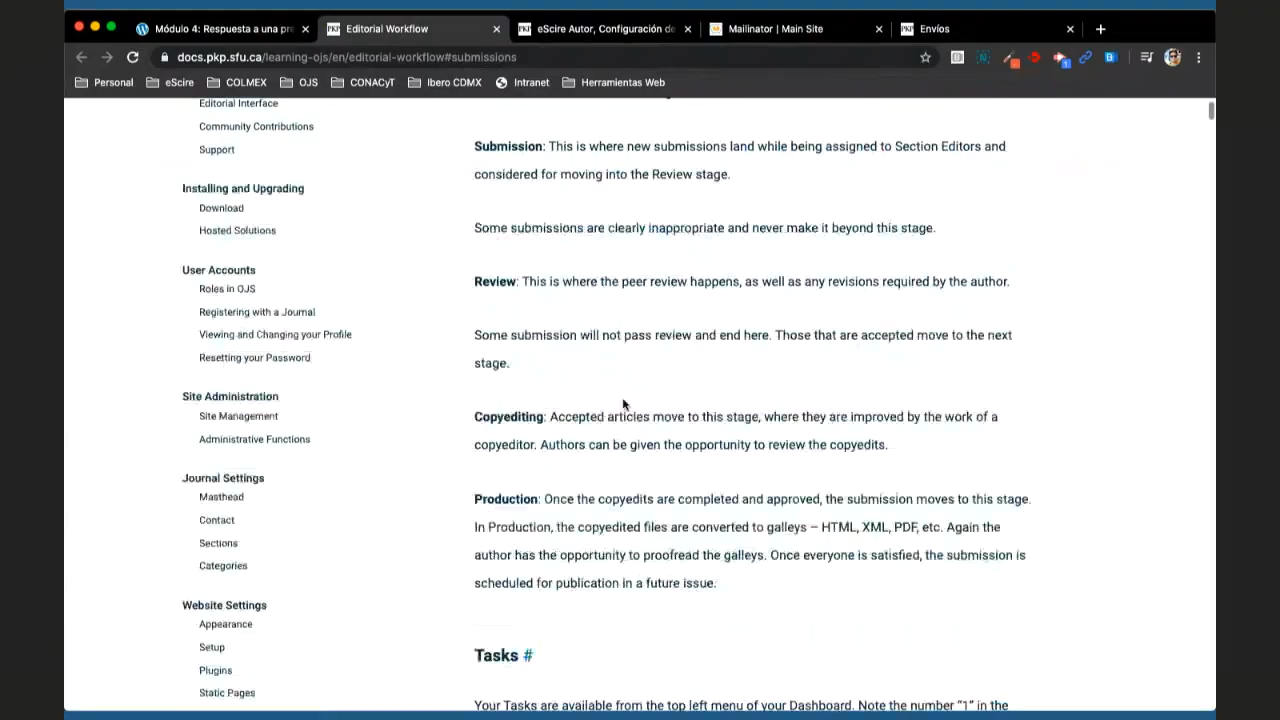 Módulo 4: Respuesta a una pre
Editorial Workflow
eScire Autor, Configuración de
Mailinator | Main Site
Envíos
docs.pkp.sfu.ca/learning-ojs/en/editorial-workflow#submissions
Personal
eScire
COLMEX
OJS
CONACyT
Ibero CDMX
Intranet
Herramientas Web
Editorial Interface
Community Contributions
Support
Installing and Upgrading
Download
Hosted Solutions
User Accounts
Roles in OJS
Registering with a Journal
Viewing and Changing your Profile
Resetting your Password
Site Administration
Site Management
Administrative Functions
Journal Settings
Masthead
Contact
Sections
Categories
Website Settings
Appearance
Setup
Plugins
Static Pages
Submission: This is where new submissions land while being assigned to Section Editors and
considered for moving into the Review stage.
Some submissions are clearly inappropriate and never make it beyond this stage.
Review: This is where the peer review happens, as well as any revisions required by the author.
Some submission will not pass review and end here. Those that are accepted move to the next
stage.
Copyediting: Accepted articles move to this stage, where they are improved by the work of a
copyeditor. Authors can be given the opportunity to review the copyedits.
Production: Once the copyedits are completed and approved, the submission moves to this stage.
In Production, the copyedited files are converted to galleys – HTML, XML, PDF, etc. Again the
author has the opportunity to proofread the galleys. Once everyone is satisfied, the submission is
scheduled for publication in a future issue.
Tasks #
Your Tasks are available from the top left menu of your Dashboard. Note the number “1” in the